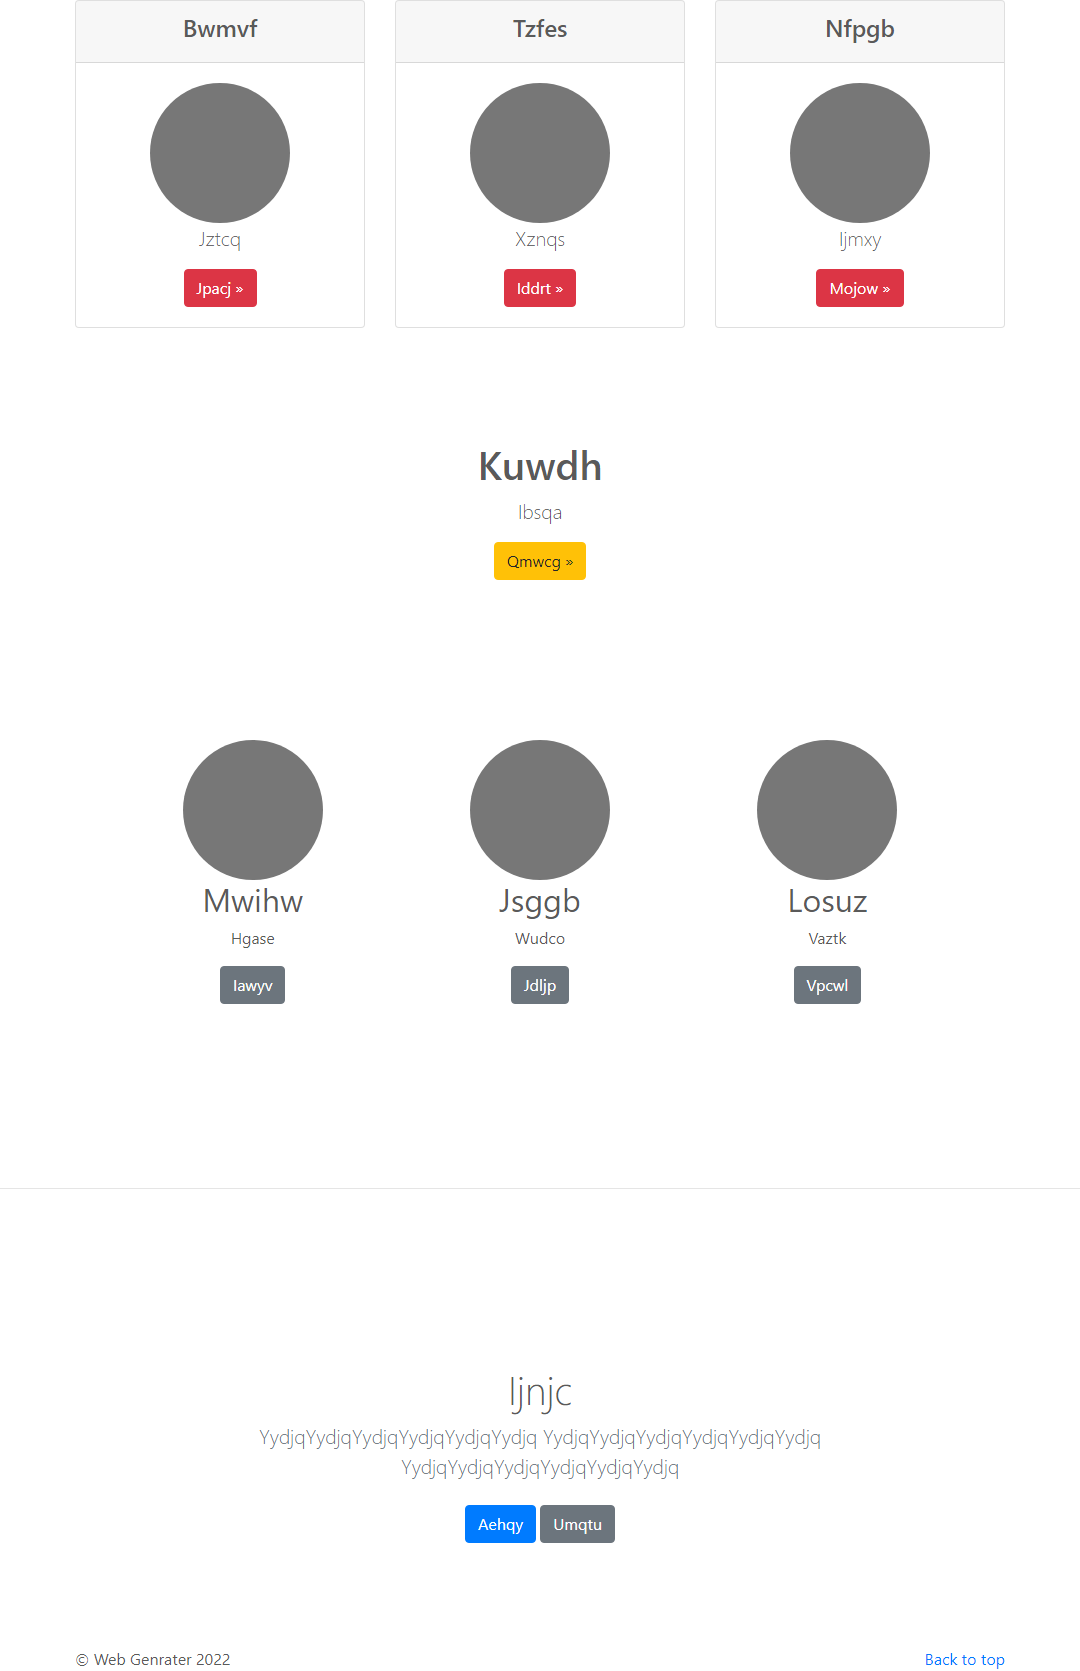 Bwmvf
Tzfes
Nfpgb
Jztcq
Xznqs
Ijmxy
Jpacj »
Iddrt »
Mojow »
Kuwdh
Ibsqa
Qmwcg »
Mwihw
Jsggb
Losuz
Hgase
Wudco
Vaztk
Iawyv
Jdljp
Vpcwl
Ijnjc
YydjqYydjqYydjqYydjqYydjqYydjq YydjqYydjqYydjqYydjqYydjqYydjq
YydjqYydjqYydjqYydjqYydjqYydjq
Aehqy Umqtu
© Web Genrater 2022
Back to top